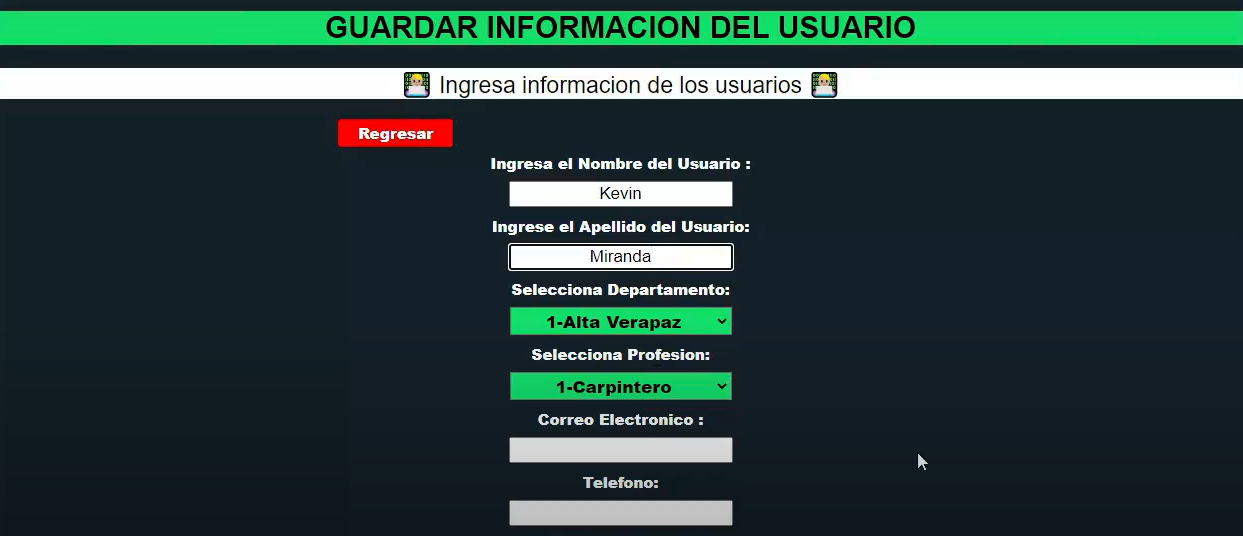 GUARDAR INFORMACION DEL USUARIO
Ingresa informacion de los usuarios
Regresar
Ingresa el Nombre del Usuario :
Kevin
Ingrese el Apellido del Usuario:
Miranda
Selecciona Departamento:
1-Alta Verapaz
Selecciona Profesion:
1-Carpintero
Correo Electronico :
Telefono: